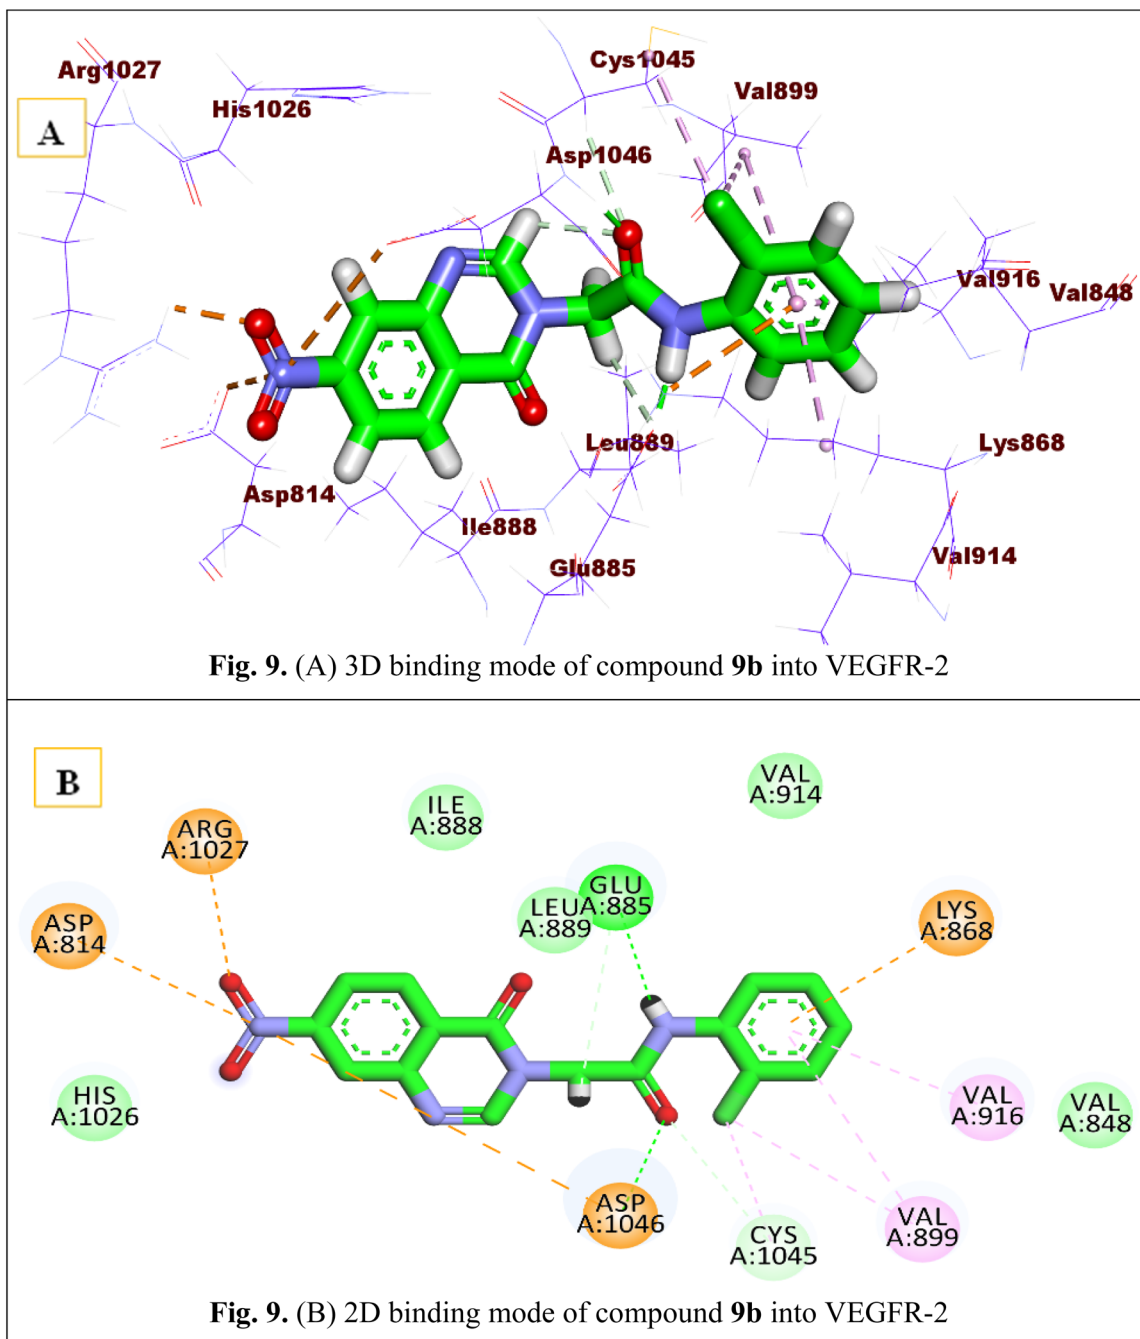 Arg1027
Cys1045
Val899
A
His1026
Asp1046
Val916
Val848
Leu889
Lys868
Asp814
Ile888
Glu885
Val914
Fig. 9. (A) 3D binding mode of compound 9b into VEGFR-2
B
VAL
A:914
ILE
A:888
ARG
A:1027
GLU
A:885
LEU
A:889
LYS
A:868
ASP
A:814
HIS
A:1026
VAL
A:916
VAL
A:848
ASP
A:1046
CYS
A:1045
VAL
A:899
Fig. 9. (B) 2D binding mode of compound 9b into VEGFR-2